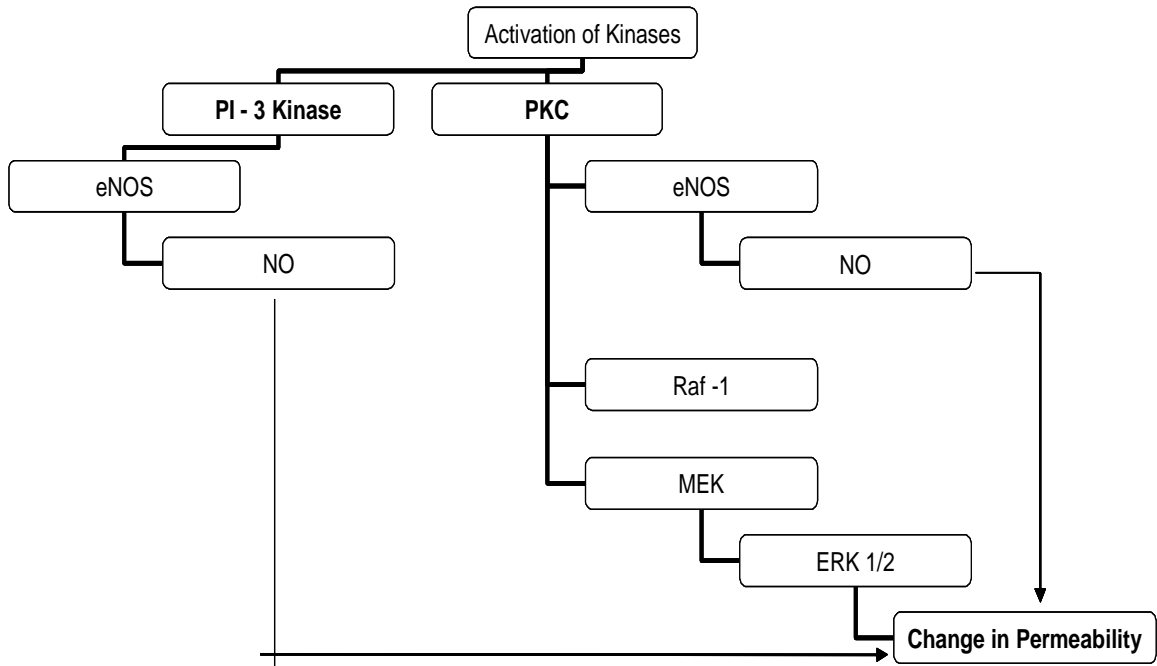 Activation of Kinases
PI - 3 Kinase
PKC
eNOS
eNOS
NO
NO
Raf -1
MEK
ERK 1/2
Change in Permeability